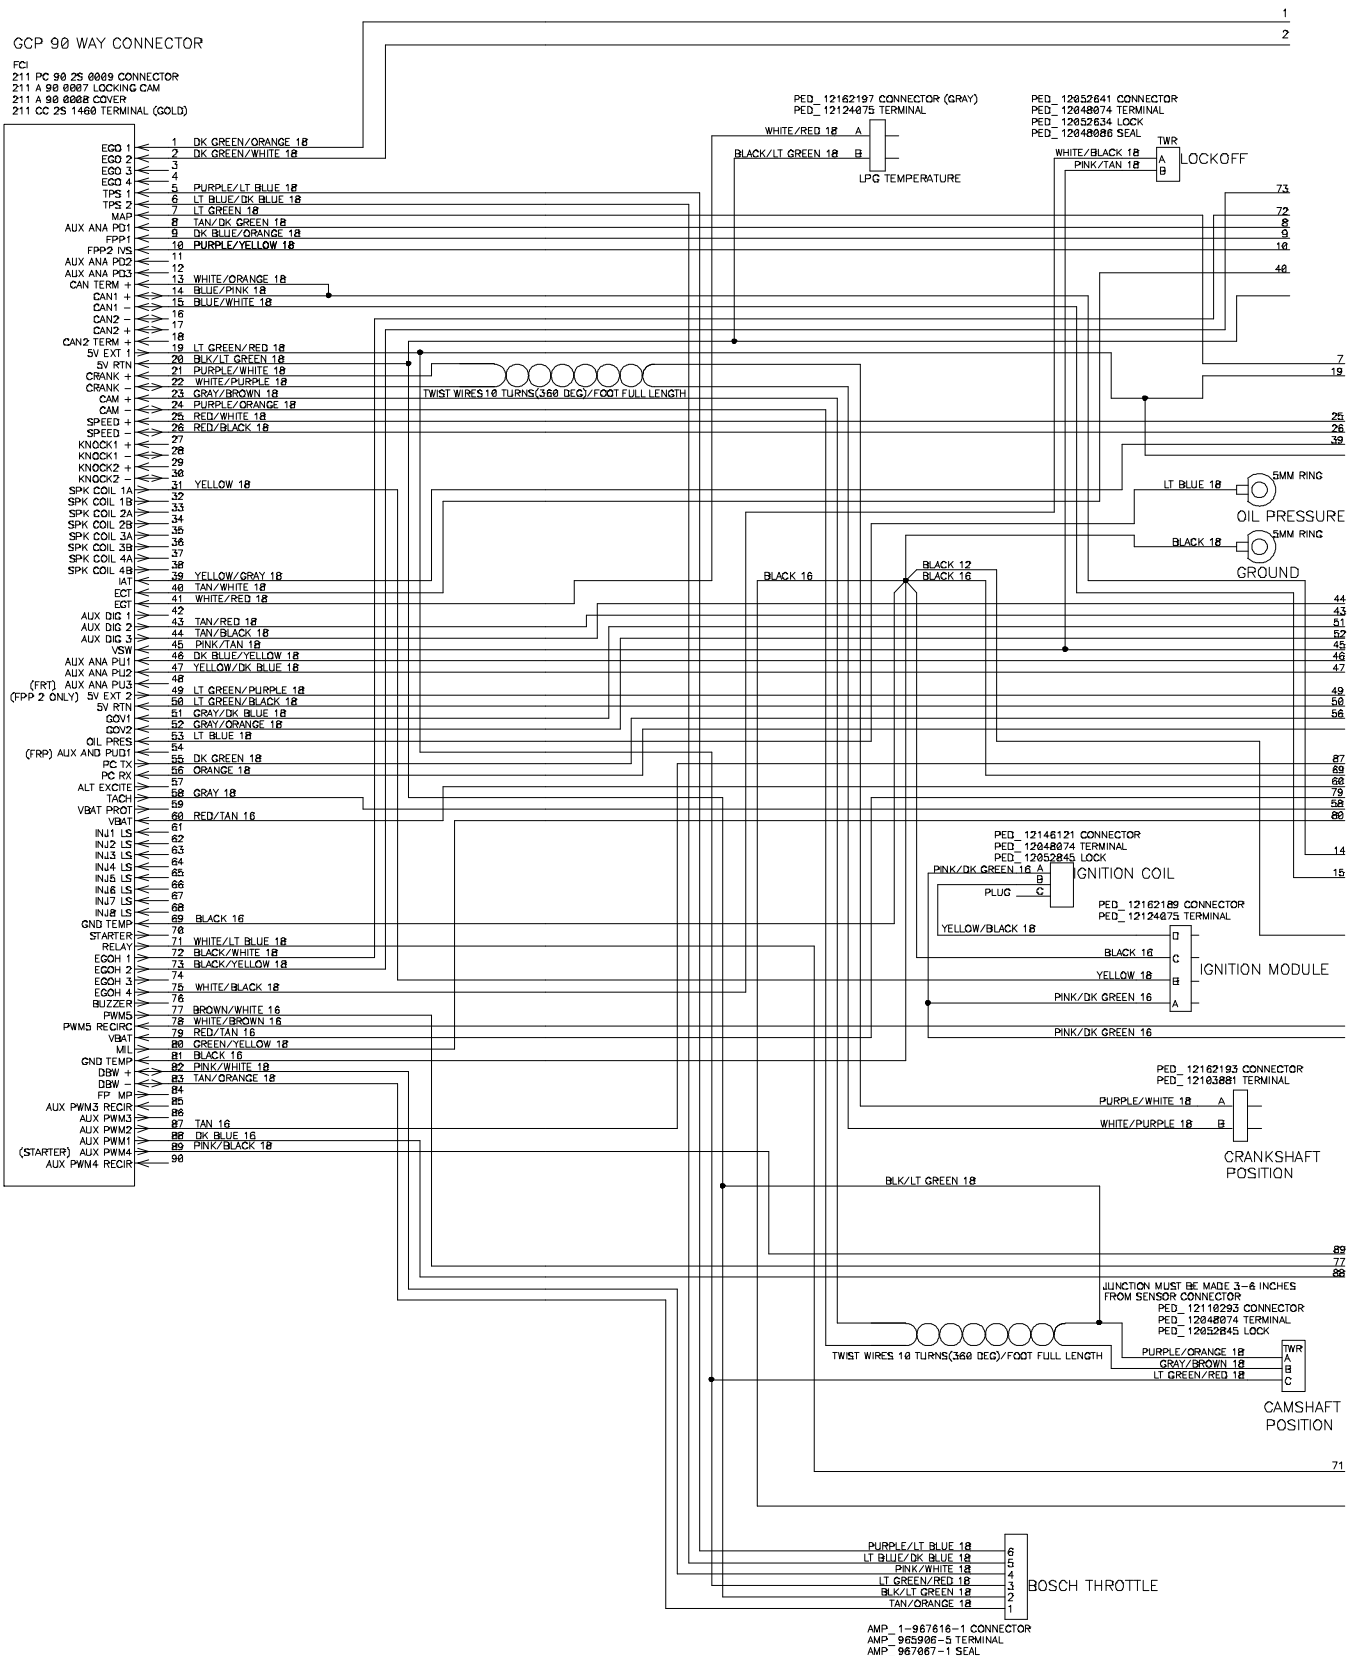 1
2
GCP 90 WAY CONNECTOR
FCI
211 PC 90 2S 0009 CONNECTOR
211 A 90 0007 LOCKING CAM
211 A 90 0008 COVER
211 CC 2S 1460 TERMINAL (GOLD)
PED_ 12162197 CONNECTOR (GRAY)
PED_ 12124075 TERMINAL
WHITE/RED 18 A
BLACK/LT GREEN 18 B
LPG TEMPERATURE
PED_ 12052641 CONNECTOR
PED_ 12048074 TERMINAL
PED_ 12052634 LOCK
PED_ 12048086 SEAL
TWR
WHITE/BLACK 18 A
PINK/TAN 18 B
LOCKOFF
EGO 1 1 DK GREEN/ORANGE 18
EGO 2 2 DK GREEN/WHITE 18
EGO 3 3
EGO 4 4
TPS 1 5 PURPLE/LT BLUE 18
TPS 2 6 LT BLUE/DK BLUE 18
MAP 7 LT GREEN 18
AUX ANA PD1 8 TAN/DK GREEN 18
FPP1 9 DK BLUE/ORANGE 18
FPP2 IVS 10 PURPLE/YELLOW 18
AUX ANA PD2 11
AUX ANA PD3 12
CAN TERM + 13 WHITE/ORANGE 18
CAN1 + 14 BLUE/PINK 18
CAN1 - 15 BLUE/WHITE 18
CAN2 - 16
CAN2 + 17
CAN2 TERM + 18
5V EXT 1 19 LT GREEN/RED 18
5V RTN 20 BLK/LT GREEN 18
CRANK + 21 PURPLE/WHITE 18
CRANK - 22 WHITE/PURPLE 18
CAM + 23 GRAY/BROWN 18
CAM - 24 PURPLE/ORANGE 18
SPEED + 25 RED/WHITE 18
SPEED - 26 RED/BLACK 18
KNOCK1 + 27
KNOCK1 - 28
KNOCK2 + 29
KNOCK2 - 30
SPK COIL 1A 31 YELLOW 18
SPK COIL 1B 32
SPK COIL 2A 33
SPK COIL 2B 34
SPK COIL 3A 35
SPK COIL 3B 36
SPK COIL 4A 37
SPK COIL 4B 38
IAT 39 YELLOW/GRAY 18
ECT 40 TAN/WHITE 18
EGT 41 WHITE/RED 18
AUX DIG 1 42
AUX DIG 2 43 TAN/RED 18
AUX DIG 3 44 TAN/BLACK 18
VSW 45 PINK/TAN 18
AUX ANA PU1 46 DK BLUE/YELLOW 18
AUX ANA PU2 47 YELLOW/DK BLUE 18
(FRT) AUX ANA PU3 48
(FPP 2 ONLY) 5V EXT 2 49 LT GREEN/PURPLE 18
5V RTN 50 LT GREEN/BLACK 18
GOV1 51 GRAY/DK BLUE 18
GOV2 52 GRAY/ORANGE 18
OIL PRES 53 LT BLUE 18
(FRP) AUX AND PUD1 54
PC TX 55 DK GREEN 18
PC RX 56 ORANGE 18
ALT EXCITE 57
TACH 58 GRAY 18
VBAT PROT 59
VBAT 60 RED/TAN 16
INJ1 LS 61
INJ2 LS 62
INJ3 LS 63
INJ4 LS 64
INJ5 LS 65
INJ6 LS 66
INJ7 LS 67
INJ8 LS 68
GND TEMP 69 BLACK 16
STARTER 70
RELAY 71 WHITE/LT BLUE 18
EGOH 1 72 BLACK/WHITE 18
EGOH 2 73 BLACK/YELLOW 18
EGOH 3 74
EGOH 4 75 WHITE/BLACK 18
BUZZER 76
PWM5 77 BROWN/WHITE 16
PWM5 RECIRC 78 WHITE/BROWN 16
VBAT 79 RED/TAN 16
MIL 80 GREEN/YELLOW 18
GND TEMP 81 BLACK 16
DBW + 82 PINK/WHITE 18
DBW - 83 TAN/ORANGE 18
FP MP 84
AUX PWM3 RECIR 85
AUX PWM3 86
AUX PWM2 87 TAN 16
AUX PWM1 88 DK BLUE 16
(STARTER) AUX PWM4 89 PINK/BLACK 18
AUX PWM4 RECIR 90
73
72
8
9
10
40
7
19
TWIST WIRES 10 TURNS(360 DEG)/FOOT FULL LENGTH
25
26
39
LT BLUE 18
5MM RING
OIL PRESSURE
BLACK 18
5MM RING
GROUND
BLACK 16
BLACK 12
BLACK 16
44
43
51
52
45
46
47
49
50
56
87
69
60
79
58
80
14
15
PED_ 12146121 CONNECTOR
PED_ 12048074 TERMINAL
PED_ 12052845 LOCK
PINK/DK GREEN 16 A
B
PLUG C
IGNITION COIL
PED_ 12162189 CONNECTOR
PED_ 12124075 TERMINAL
YELLOW/BLACK 18 D
BLACK 16 C
YELLOW 18 B
PINK/DK GREEN 16 A
IGNITION MODULE
PINK/DK GREEN 16
PED_ 12162193 CONNECTOR
PED_ 12103881 TERMINAL
PURPLE/WHITE 18 A
WHITE/PURPLE 18 B
CRANKSHAFT
POSITION
BLK/LT GREEN 18
89
77
88
JUNCTION MUST BE MADE 3-6 INCHES
FROM SENSOR CONNECTOR
PED_ 12110293 CONNECTOR
PED_ 12048074 TERMINAL
PED_ 12052845 LOCK
TWIST WIRES 10 TURNS(360 DEG)/FOOT FULL LENGTH
TWR
PURPLE/ORANGE 18 A
GRAY/BROWN 18 B
LT GREEN/RED 18 C
CAMSHAFT
POSITION
71
PURPLE/LT BLUE 18 6
LT BLUE/DK BLUE 18 5
PINK/WHITE 18 4
LT GREEN/RED 18 3
BLK/LT GREEN 18 2
TAN/ORANGE 18 1
BOSCH THROTTLE
AMP_ 1-967616-1 CONNECTOR
AMP_ 965906-5 TERMINAL
AMP_ 967067-1 SEAL